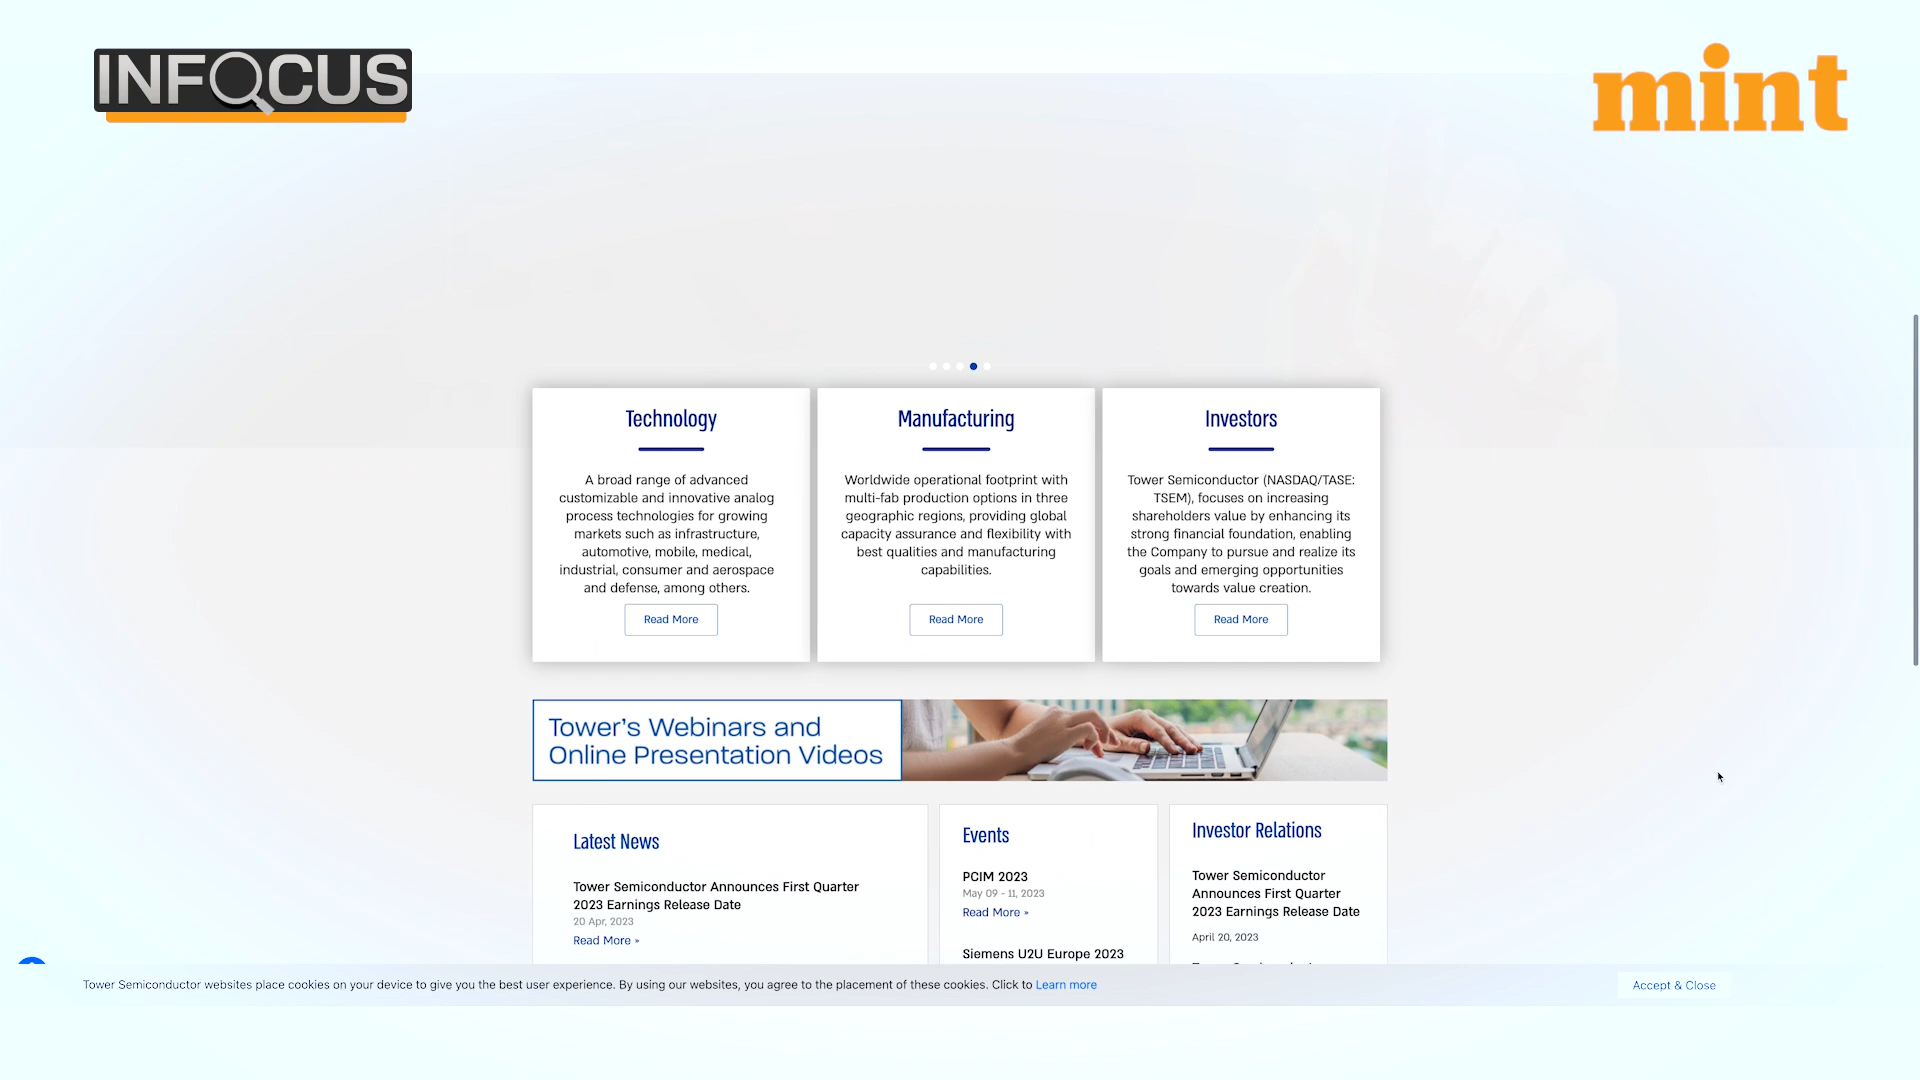 INFOCUS
mint
Technology
A broad range of advanced
customizable and innovative analog
process technologies for growing
markets such as infrastructure,
automotive, mobile, medical,
industrial, consumer and aerospace
and defense, among others.
Read More
Manufacturing
Worldwide operational footprint with
multi-fab production options in three
geographic regions, providing global
capacity assurance and flexibility with
best qualities and manufacturing
capabilities.
Read More
Investors
Tower Semiconductor (NASDAQ/TASE:
TSEM), focuses on increasing
shareholders value by enhancing its
strong financial foundation, enabling
the Company to pursue and realize its
goals and emerging opportunities
towards value creation.
Read More
Tower's Webinars and
Online Presentation Videos
Latest News
Tower Semiconductor Announces First Quarter
2023 Earnings Release Date
20 Apr, 2023
Read More »
Events
PCIM 2023
May 09 - 11, 2023
Read More »
Siemens U2U Europe 2023
Investor Relations
Tower Semiconductor
Announces First Quarter
2023 Earnings Release Date
April 20, 2023
Tower Semiconductor websites place cookies on your device to give you the best user experience. By using our websites, you agree to the placement of these cookies. Click to Learn more
Accept & Close